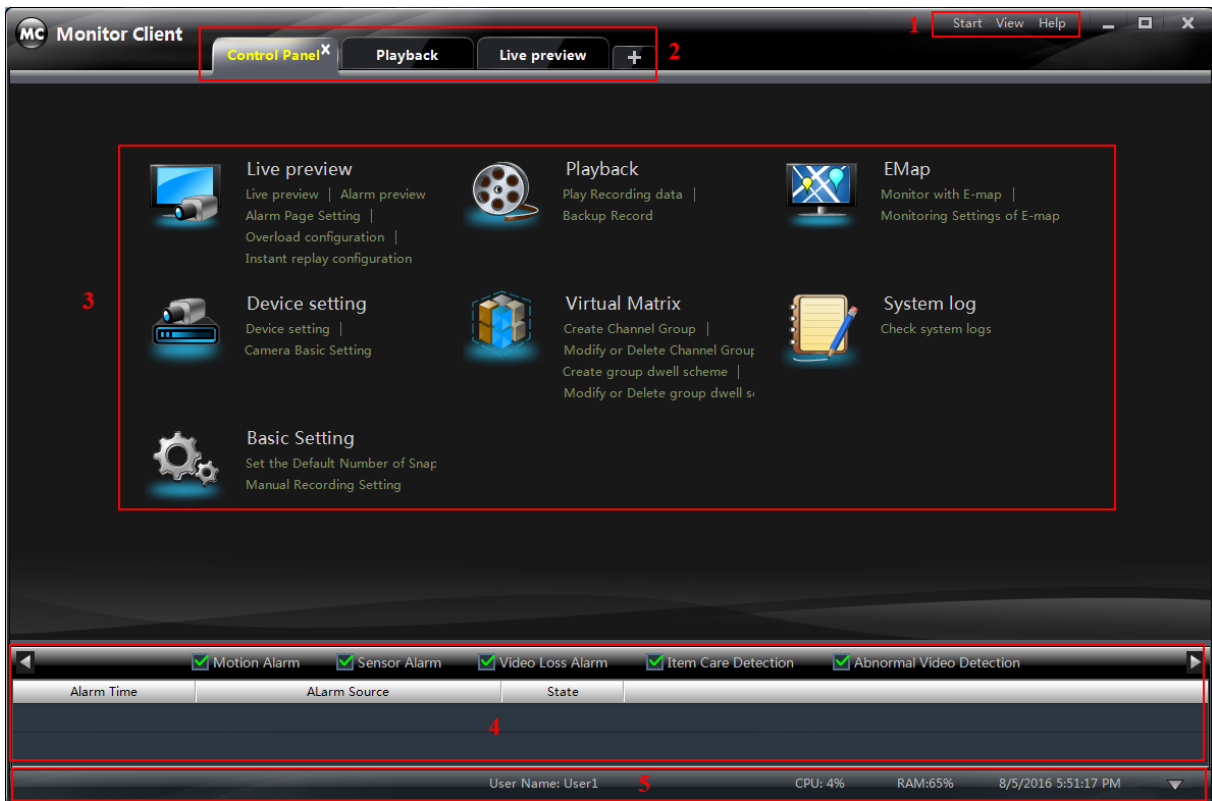 MC Monitor Client
1 Start View Help
Control Panel X Playback Live preview + 2
Live preview
Live preview | Alarm preview
Alarm Page Setting |
Overload configuration |
Instant replay configuration
Playback
Play Recording data |
Backup Record
EMap
Monitor with E-map |
Monitoring Settings of E-map
3
Device setting
Device setting |
Camera Basic Setting
Virtual Matrix
Create Channel Group |
Modify or Delete Channel Group
Create group dwell scheme |
Modify or Delete group dwell s
System log
Check system logs
Basic Setting
Set the Default Number of Snap
Manual Recording Setting
Motion Alarm Sensor Alarm Video Loss Alarm Item Care Detection Abnormal Video Detection
Alarm Time ALarm Source State
4
User Name: User1 5 CPU: 4% RAM:65% 8/5/2016 5:51:17 PM